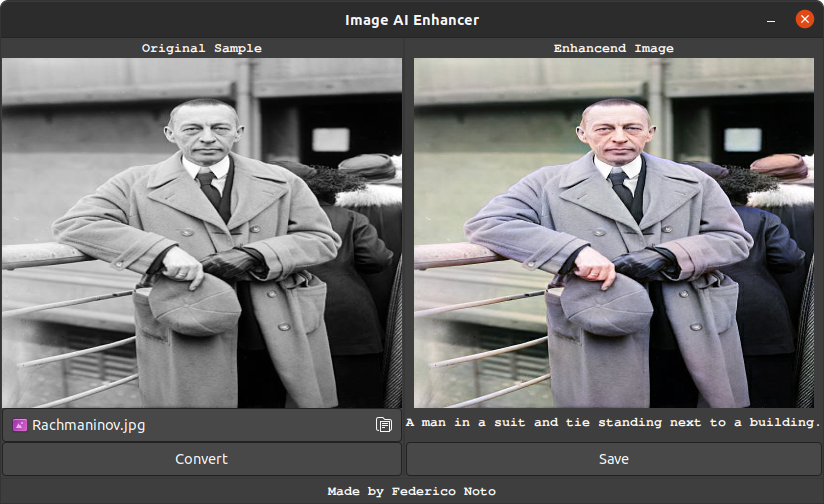 Image AI Enhancer
Original Sample
Enhancend Image
Rachmaninov.jpg
A man in a suit and tie standing next to a building.
Convert
Save
Made by Federico Noto